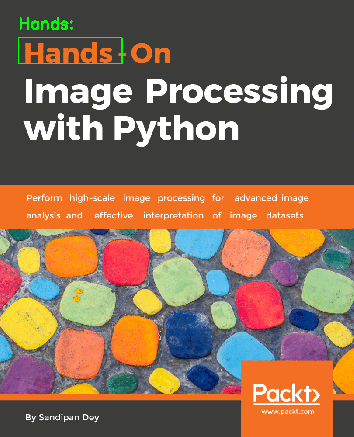 Hands:
Hands-On
Image Processing
with Python
Perform high-scale image processing for advanced image
analysis and effective interpretation of image datasets
Packt>
www.packt.com
By Sandipan Dey